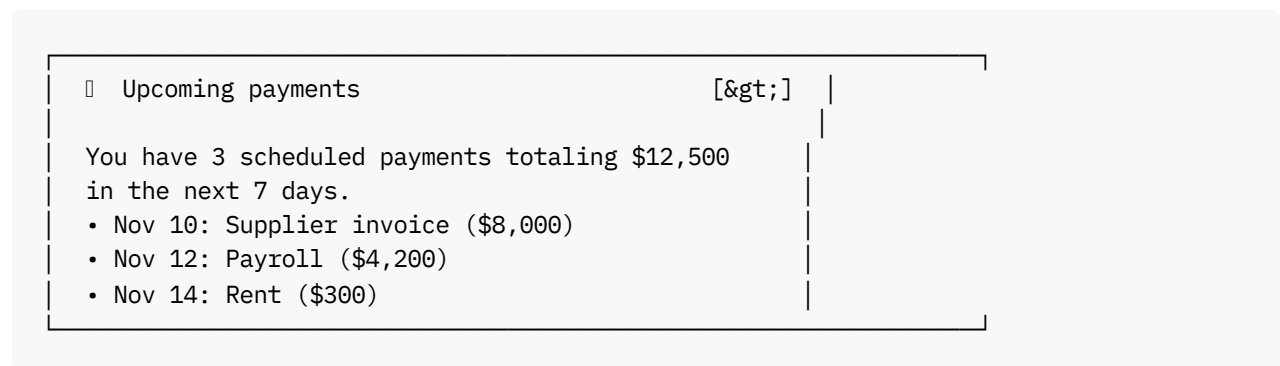 Upcoming payments [&gt;]
You have 3 scheduled payments totaling $12,500
in the next 7 days.
• Nov 10: Supplier invoice ($8,000)
• Nov 12: Payroll ($4,200)
• Nov 14: Rent ($300)